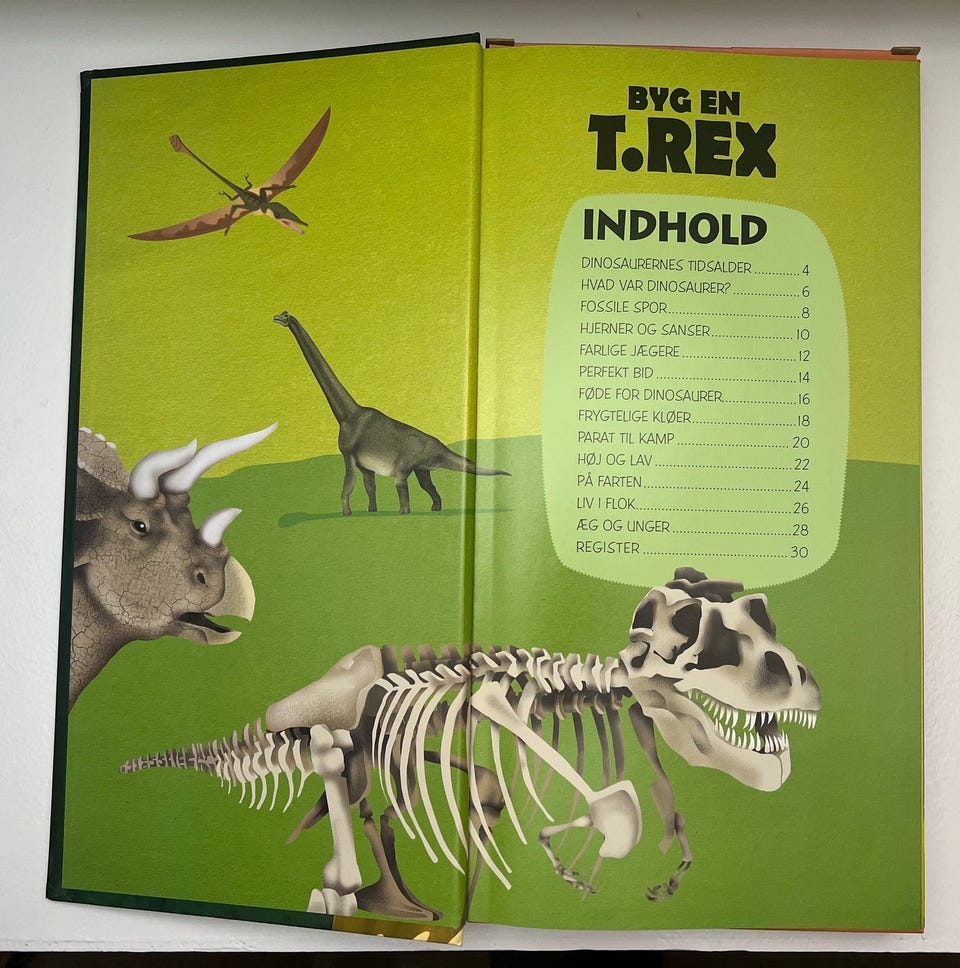 BYG EN
T.REX
INDHOLD
DINOSAURERNES TIDSALDER ............ 4
HVAD VAR DINOSAURER? ................. 6
FOSSILE SPOR.................................... 8
HJERNER OG SANSER....................... 10
FARLIGE JÆGERE.............................. 12
PERFEKT BID ..................................... 14
FØDE FOR DINOSAURER................... 16
FRYGTELIGE KLØER........................... 18
PARAT TIL KAMP............................... 20
HØJ OG LAV ...................................... 22
PÅ FARTEN ........................................ 24
LIV I FLOK.......................................... 26
ÆG OG UNGER .................................. 28
REGISTER ........................................... 30